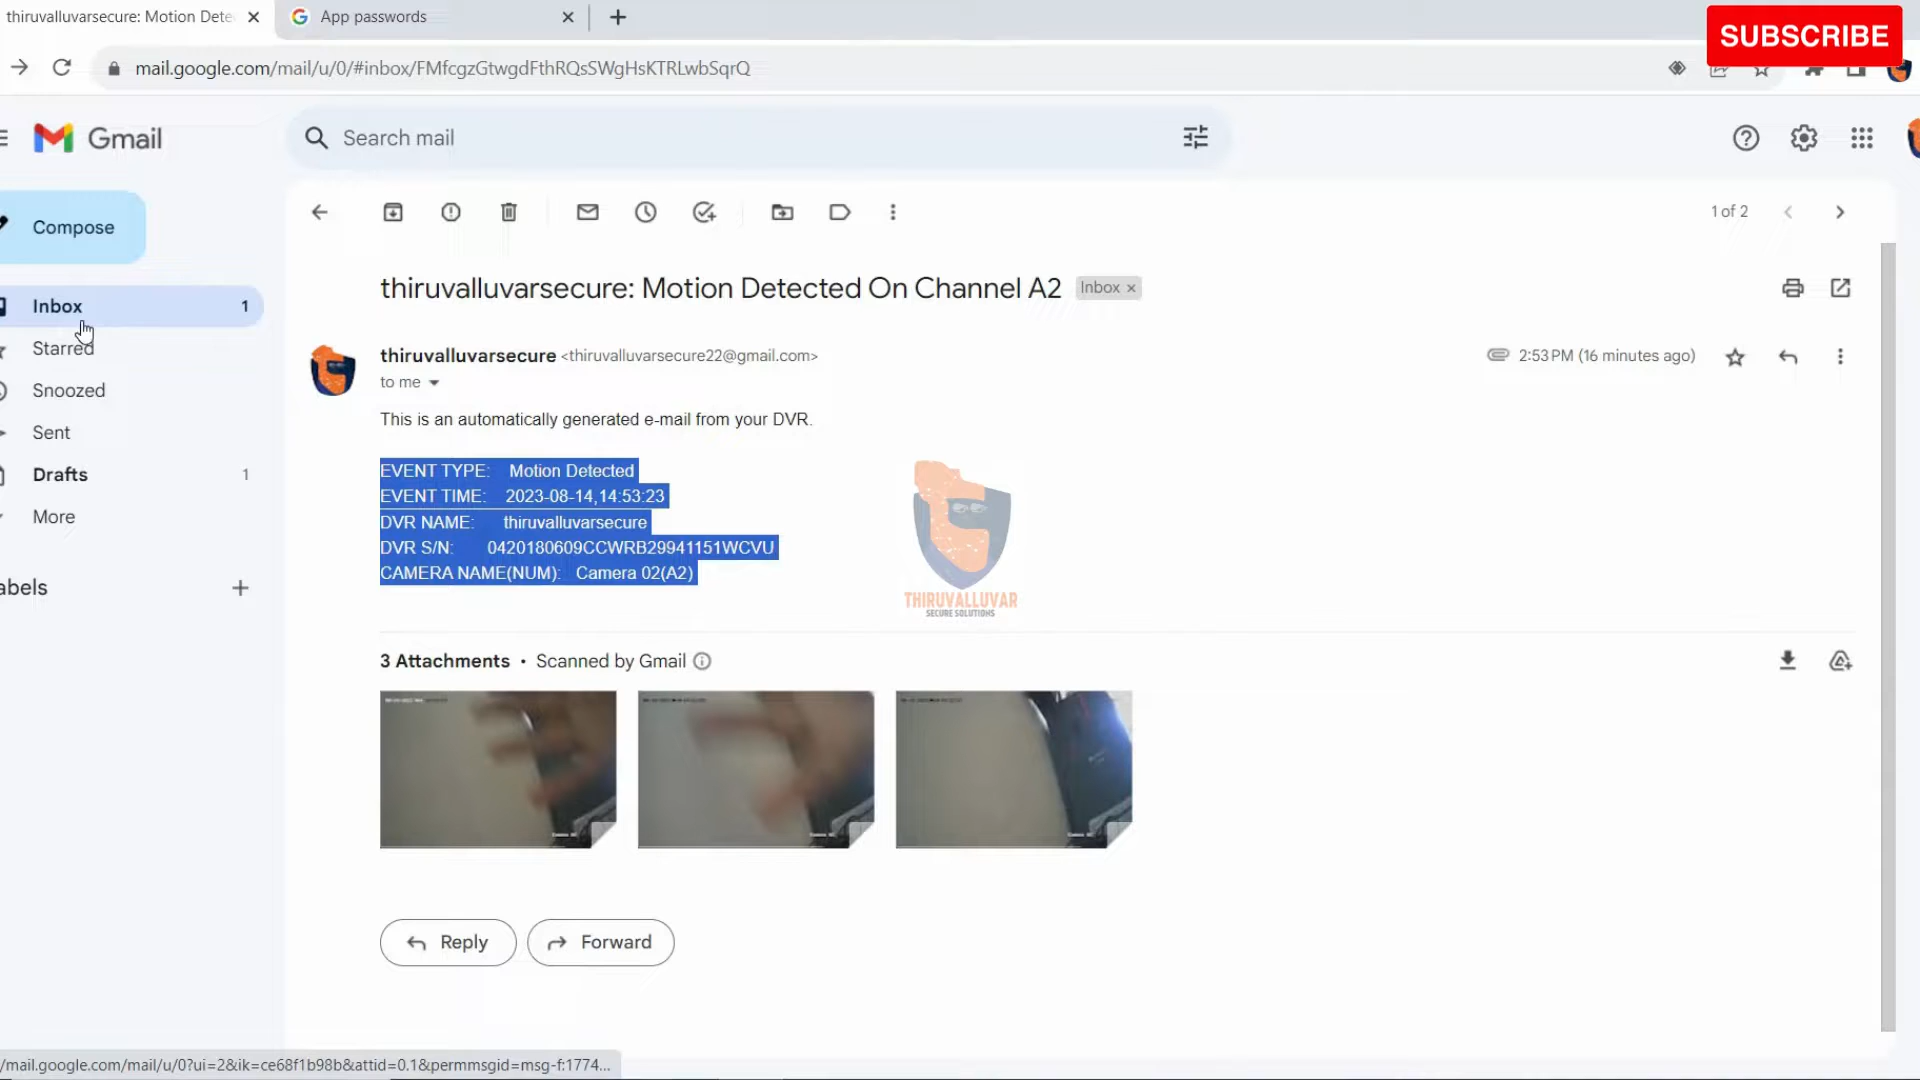 thiruvalluvarsecure: Motion Dete
App passwords
SUBSCRIBE
mail.google.com/mail/u/0/#inbox/FMfcgzGtwgdFthRQsSWgHsKTRLwbSqrQ
Gmail
Search mail
Compose
1 of 2
thiruvalluvarsecure: Motion Detected On Channel A2
Inbox ×
Inbox 1
Starred
Snoozed
Sent
Drafts 1
More
abels
thiruvalluvarsecure <thiruvalluvarsecure22@gmail.com>
2:53 PM (16 minutes ago)
to me
This is an automatically generated e-mail from your DVR.
EVENT TYPE: Motion Detected
EVENT TIME: 2023-08-14,14:53:23
DVR NAME: thiruvalluvarsecure
DVR S/N: 0420180609CCWRB29941151WCVU
CAMERA NAME(NUM): Camera 02(A2)
THIRUVALLUVAR
SECURE SOLUTIONS
3 Attachments • Scanned by Gmail
Reply
Forward
/mail.google.com/mail/u/0?ui=2&ik=ce68f1b98b&attid=0.1&permmsgid=msg-f:1774...